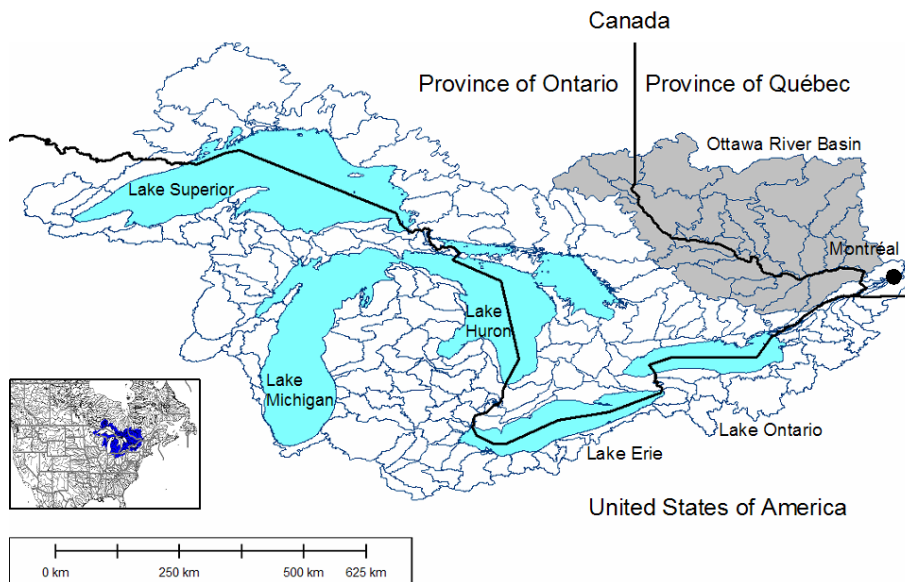 Canada
Province of Ontario
Province of Québec
Ottawa River Basin
Lake Superior
Montréal
Lake
Huron
Lake
Michigan
Lake Ontario
Lake Erie
United States of America
0 km
250 km
500 km
625 km